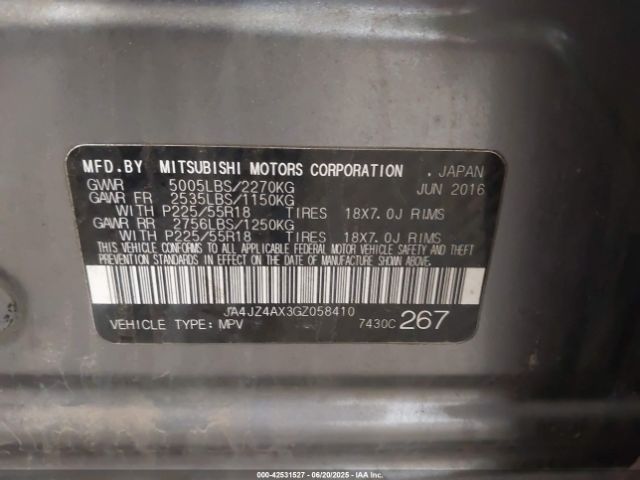 MFD.BY MITSUBISHI MOTORS CORPORATION . JAPAN
GVWR 5005LBS/2270KG JUN 2016
GAWR FR 2535LBS/1150KG
WITH P225/55R18 TIRES 18X7.0J RIMS
GAWR RR 2756LBS/1250KG
WITH P225/55R18 TIRES 18X7.0J RIMS
THIS VEHICLE CONFORMS TO ALL APPLICABLE FEDERAL MOTOR VEHICLE SAFETY AND THEFT
PREVENTION STANDARDS IN EFFECT ON THE DATE OF MANUFACTURE SHOWN ABOVE.
JA4JZ4AX3GZ058410
VEHICLE TYPE: MPV 7430C 267
000-42531527 06/20/2025 - IAAI.COM